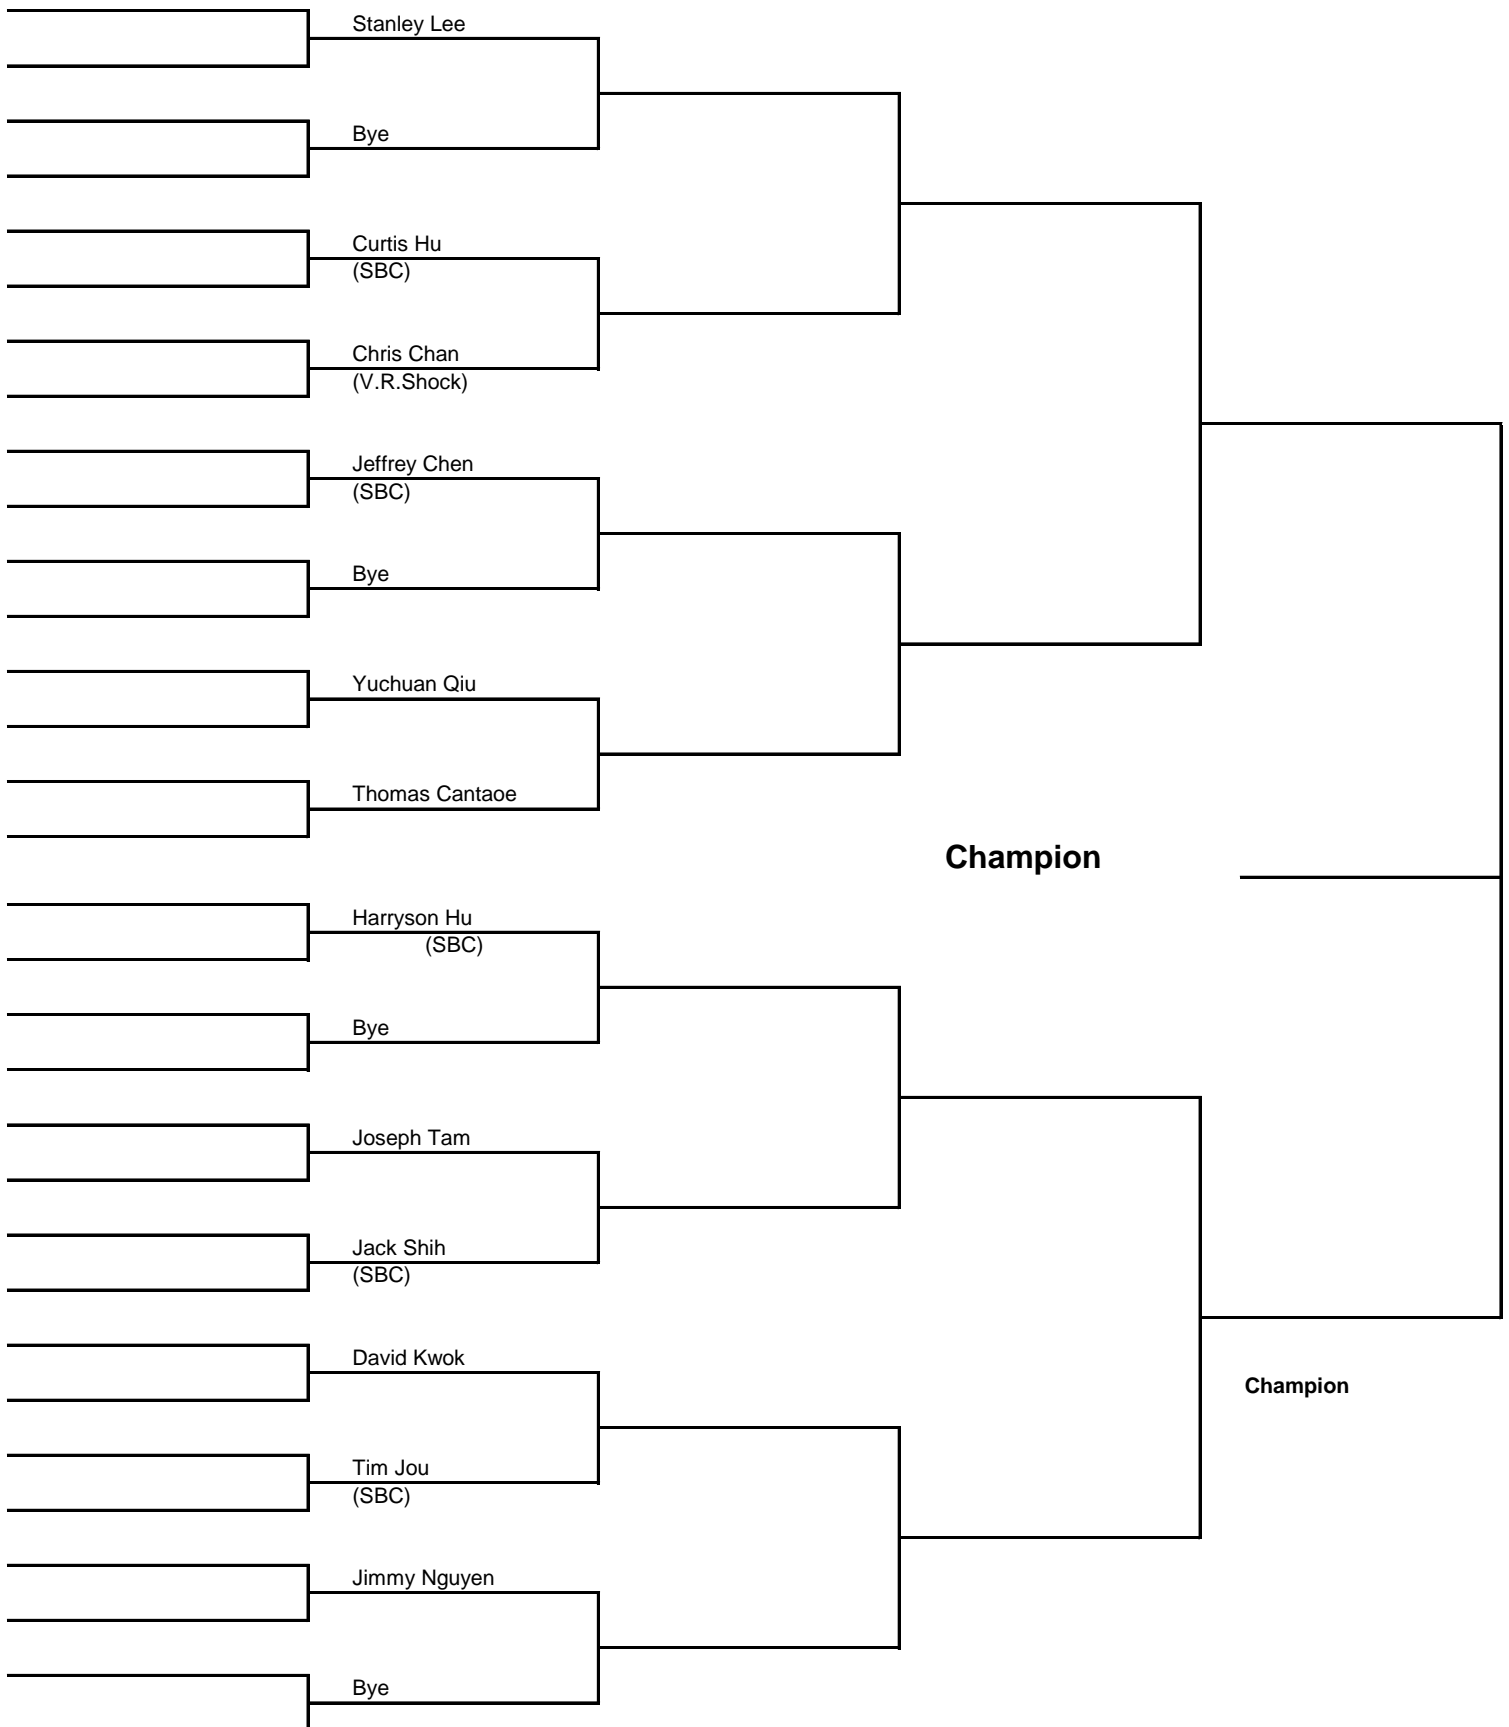 Stanley Lee
Bye
Curtis Hu
(SBC)
Chris Chan
(V.R.Shock)
Jeffrey Chen
(SBC)
Bye
Yuchuan Qiu
Thomas Cantaoe
Champion
Harryson Hu
(SBC)
Bye
Joseph Tam
Jack Shih
(SBC)
David Kwok
Champion
Tim Jou
(SBC)
Jimmy Nguyen
Bye